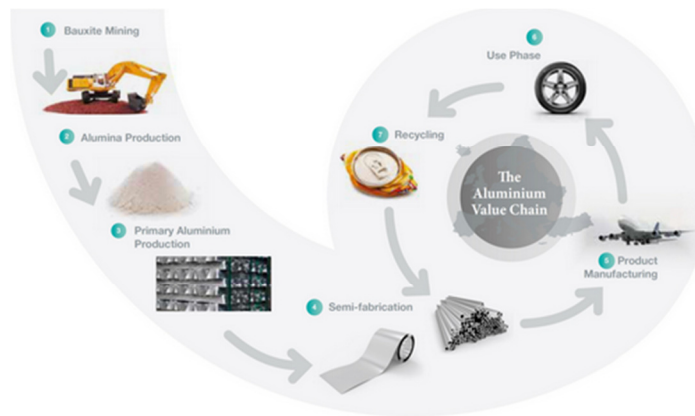 1 Bauxite Mining
2 Alumina Production
3 Primary Aluminium
Production
4 Semi-fabrication
5 Product
Manufacturing
6
Use Phase
7 Recycling
The
Aluminium
Value Chain